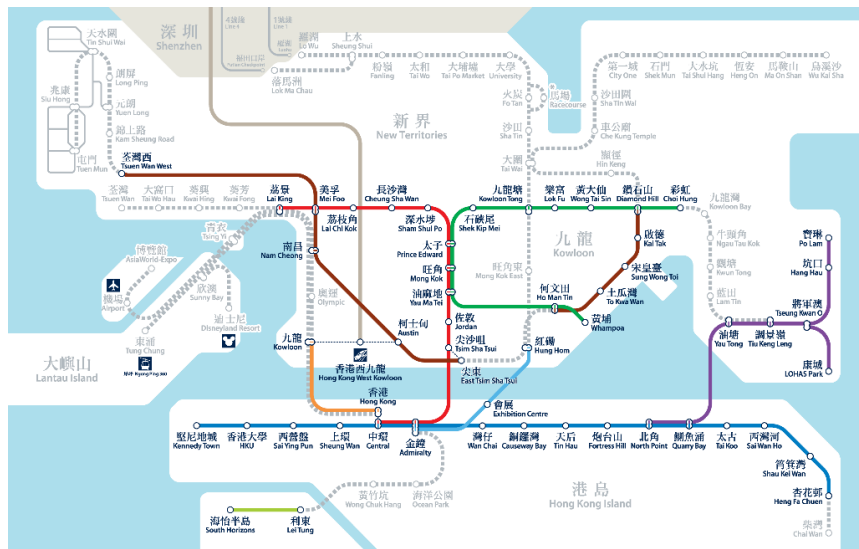 深圳
Shenzhen
羅湖
Lo Wu
上水
Sheung Shui
落馬洲
Lok Ma Chau
粉嶺
Fanling
太和
Tai Wo
大埔墟
Tai Po Market
大學
University
火炭
Fo Tan
馬場
Racecourse
沙田
Sha Tin
大圍
Tai Wai
第一城
City One
石門
Shek Mun
大水坑
Tai Shui Hang
恆安
Heng On
馬鞍山
Ma On Shan
烏溪沙
Wu Kai Sha
沙田圍
Sha Tin Wai
車公廟
Che Kung Temple
顯徑
Hin Keng
天水圍
Tin Shui Wai
朗屏
Long Ping
兆康
Siu Hong
元朗
Yuen Long
錦上路
Kam Sheung Road
屯門
Tuen Mun
新界
New Territories
荃灣西
Tsuen Wan West
荃灣
Tsuen Wan
大窩口
Tai Wo Hau
葵興
Kwai Hing
葵芳
Kwai Fong
荔景
Lai King
美孚
Mei Foo
荔枝角
Lai Chi Kok
長沙灣
Cheung Sha Wan
深水埗
Sham Shui Po
太子
Prince Edward
旺角
Mong Kok
油麻地
Yau Ma Tei
佐敦
Jordan
尖沙咀
Tsim Sha Tsui
尖東
East Tsim Sha Tsui
九龍塘
Kowloon Tong
石硤尾
Shek Kip Mei
樂富
Lok Fu
黃大仙
Wong Tai Sin
鑽石山
Diamond Hill
彩虹
Choi Hung
九龍
Kowloon
啟德
Kai Tak
宋皇臺
Sung Wong Toi
土瓜灣
To Kwa Wan
何文田
Ho Man Tin
黃埔
Whampoa
旺角東
Mong Kok East
紅磡
Hung Hom
九龍灣
Kowloon Bay
牛頭角
Ngau Tau Kok
觀塘
Kwun Tong
藍田
Lam Tin
油塘
Yau Tong
調景嶺
Tiu Keng Leng
寶琳
Po Lam
坑口
Hang Hau
將軍澳
Tseung Kwan O
康城
LOHAS Park
青衣
Tsing Yi
南昌
Nam Cheong
奧運
Olympic
九龍
Kowloon
柯士甸
Austin
香港西九龍
Hong Kong West Kowloon
博覽館
AsiaWorld-Expo
機場
Airport
欣澳
Sunny Bay
迪士尼
Disneyland Resort
東涌
Tung Chung
大嶼山
Lantau Island
香港
Hong Kong
會展
Exhibition Centre
堅尼地城
Kennedy Town
香港大學
HKU
西營盤
Sai Ying Pun
上環
Sheung Wan
中環
Central
金鐘
Admiralty
灣仔
Wan Chai
銅鑼灣
Causeway Bay
天后
Tin Hau
炮台山
Fortress Hill
北角
North Point
鰂魚涌
Quarry Bay
太古
Tai Koo
西灣河
Sai Wan Ho
筲箕灣
Shau Kei Wan
杏花邨
Heng Fa Chuen
柴灣
Chai Wan
港島
Hong Kong Island
黃竹坑
Wong Chuk Hang
海洋公園
Ocean Park
海怡半島
South Horizons
利東
Lei Tung